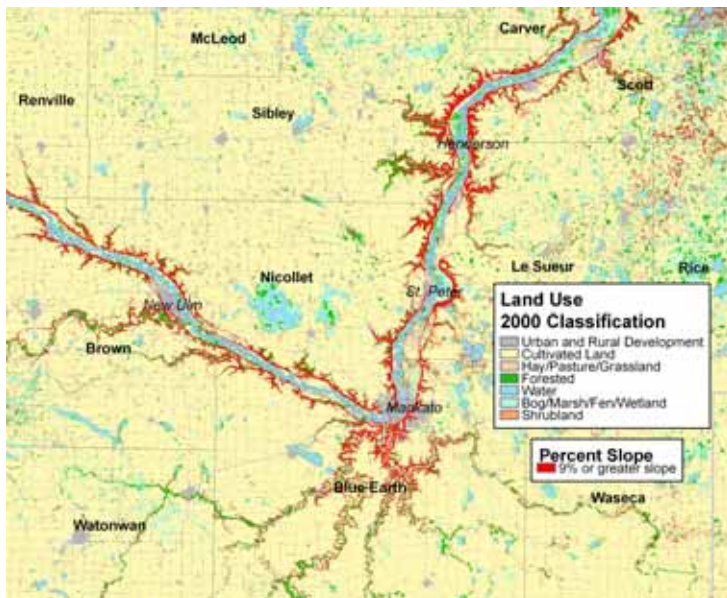 Carver
McLeod
Scott
Renville
Sibley
Henderson
Le Sueur
Rice
Nicollet
St. Peter
New Ulm
Brown
Mankato
Blue-Earth
Waseca
Watonwan
Land Use
2000 Classification
Urban and Rural Development
Cultivated Land
Hay/Pasture/Grassland
Forested
Water
Bog/Marsh/Fen/Wetland
Shrubland
Percent Slope
9% or greater slope